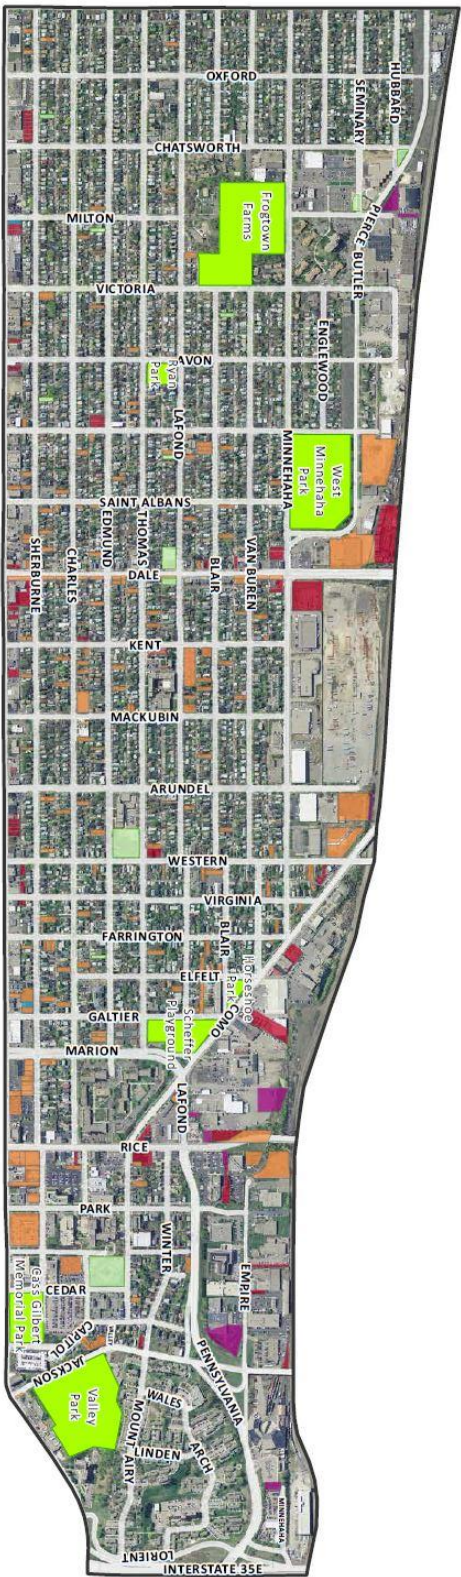 HUBBARD
OXFORD
SEMINARY
CHATSWORTH
Frogtown
Farms
MILTON
PIERCE BUTLER
VICTORIA
ENGLEWOOD
AVON
Ryan
Park
LAFOND
MINNEHAHA
West
Minnehaha
Park
SAINT ALBANS
THOMAS
EDMUND
CHARLES
SHERBURNE
VAN BUREN
BLAIR
DALE
KENT
MACKUBIN
ARUNDEL
WESTERN
VIRGINIA
BLAIR
FARRINGTON
ELFELT
Horseshoe
Park
COMO
GALTIER
Scheffer
Playground
MARION
LAFOND
RICE
PARK
WINTER
EMPIRE
CEDAR
Cass Gilbert
Memorial Park
CAPITOL
JACKSON
PENNSYLVANIA
Valley
Park
WALES
MOUNT AIRY
LINDEN
ARCH
MINNEHAHA
LORIENT
INTERSTATE 35E